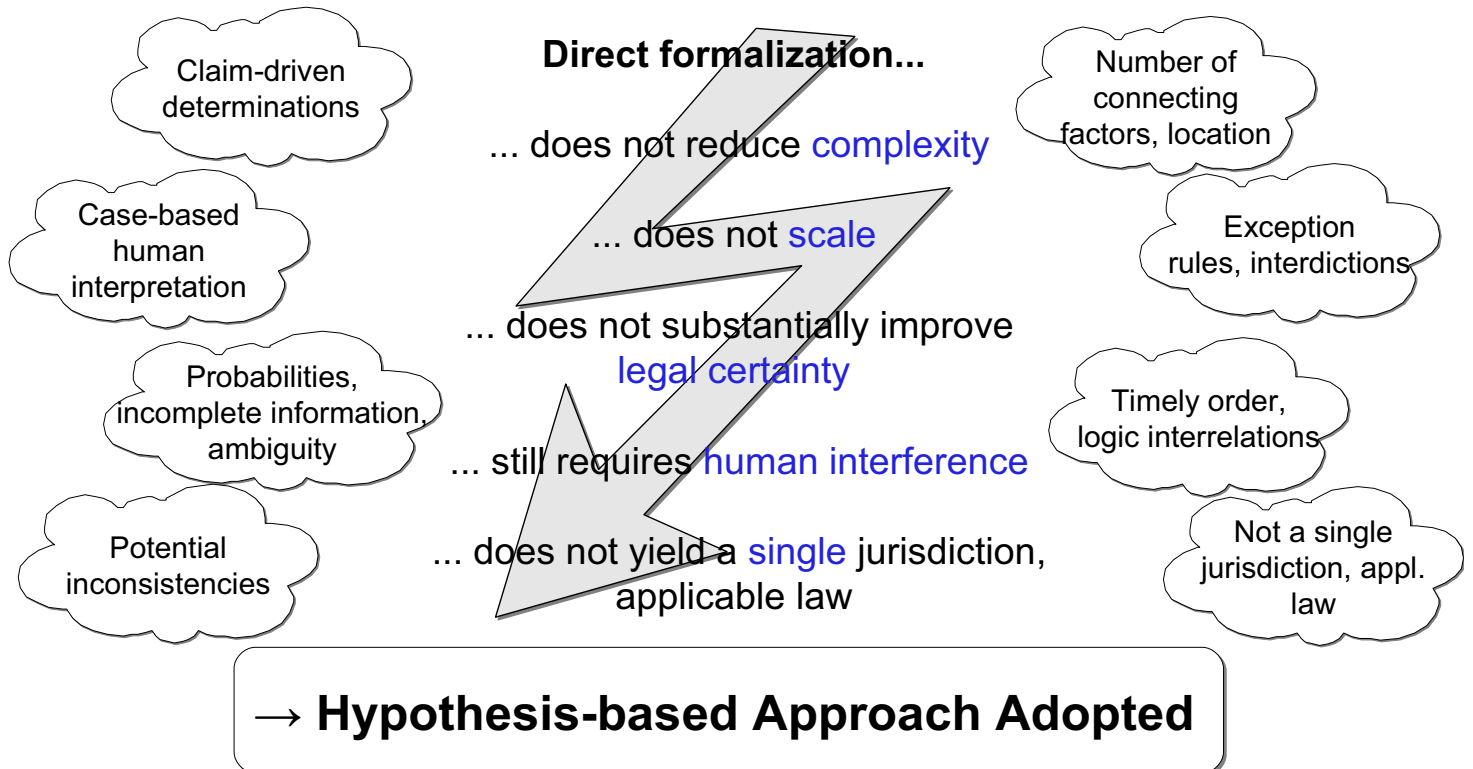 Claim-driven
determinations
Case-based
human
interpretation
Probabilities,
incomplete information,
ambiguity
Potential
inconsistencies
Direct formalization...
... does not reduce complexity
... does not scale
... does not substantially improve
legal certainty
... still requires human interference
... does not yield a single jurisdiction,
applicable law
Number of
connecting
factors, location
Exception
rules, interdictions
Timely order,
logic interrelations
Not a single
jurisdiction, appl.
law
→ Hypothesis-based Approach Adopted